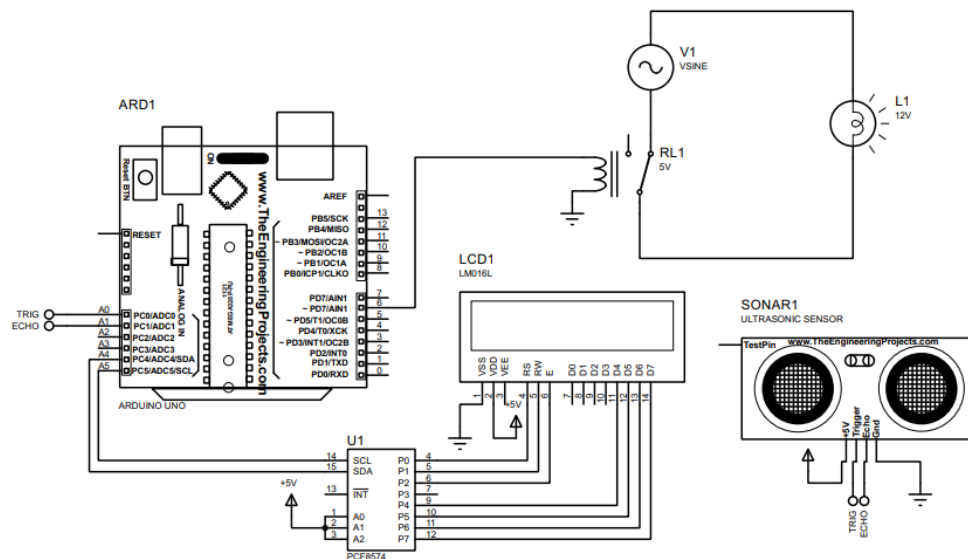 V1
VSINE
L1
12V
RL1
5V
ARD1
Reset BTN
ON
www.TheEngineeringProjects.com
ANALOG IN
AREF
PB5/SCK 13
PB4/MISO 12
~ PB3/MOSI/OC2A 11
~ PB2/OC1B 10
~ PB1/OC1A 9
PB0/ICP1/CLKO 8
RESET
PD7/AIN1 7
~ PD7/AIN1 6
~ PD5/T1/OC0B 5
PD4/T0/XCK 4
~ PD3/INT1/OC2B 3
PD2/INT0 2
PD1/TXD 1
PD0/RXD 0
TRIG A0 PC0/ADC0
ECHO A1 PC1/ADC1
A2 PC2/ADC2
A3 PC3/ADC3
A4 PC4/ADC4/SDA
A5 PC5/ADC5/SCL
ARDUINO UNO
LCD1
LM016L
VSS VDD VEE RS RW E D0 D1 D2 D3 D4 D5 D6 D7
1 2 3 4 5 6 7 8 9 10 11 12 13 14
+5V
SONAR1
ULTRASONIC SENSOR
TestPin
www.TheEngineeringProjects.com
+5V Trigger Echo Gnd
TRIG ECHO
U1
14 SCL P0 4
15 SDA P1 5
P2 6
13 INT P3 7
P4 9
1 A0 P5 10
2 A1 P6 11
3 A2 P7 12
+5V
PCF8574